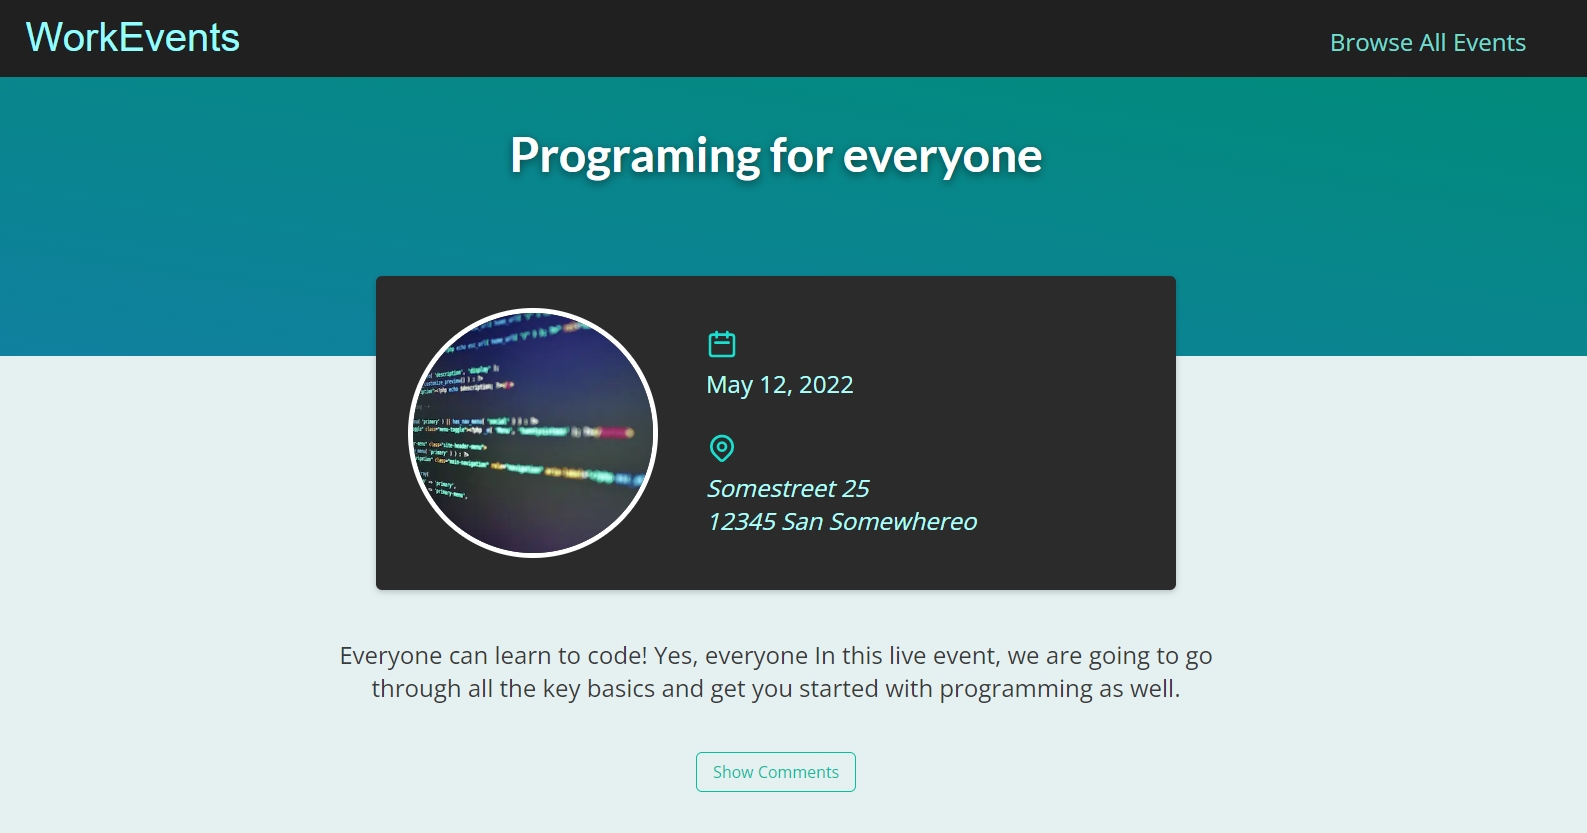 WorkEvents
Browse All Events
Programing for everyone
May 12, 2022
Somestreet 25
12345 San Somewhereo
Everyone can learn to code! Yes, everyone In this live event, we are going to go
through all the key basics and get you started with programming as well.
Show Comments